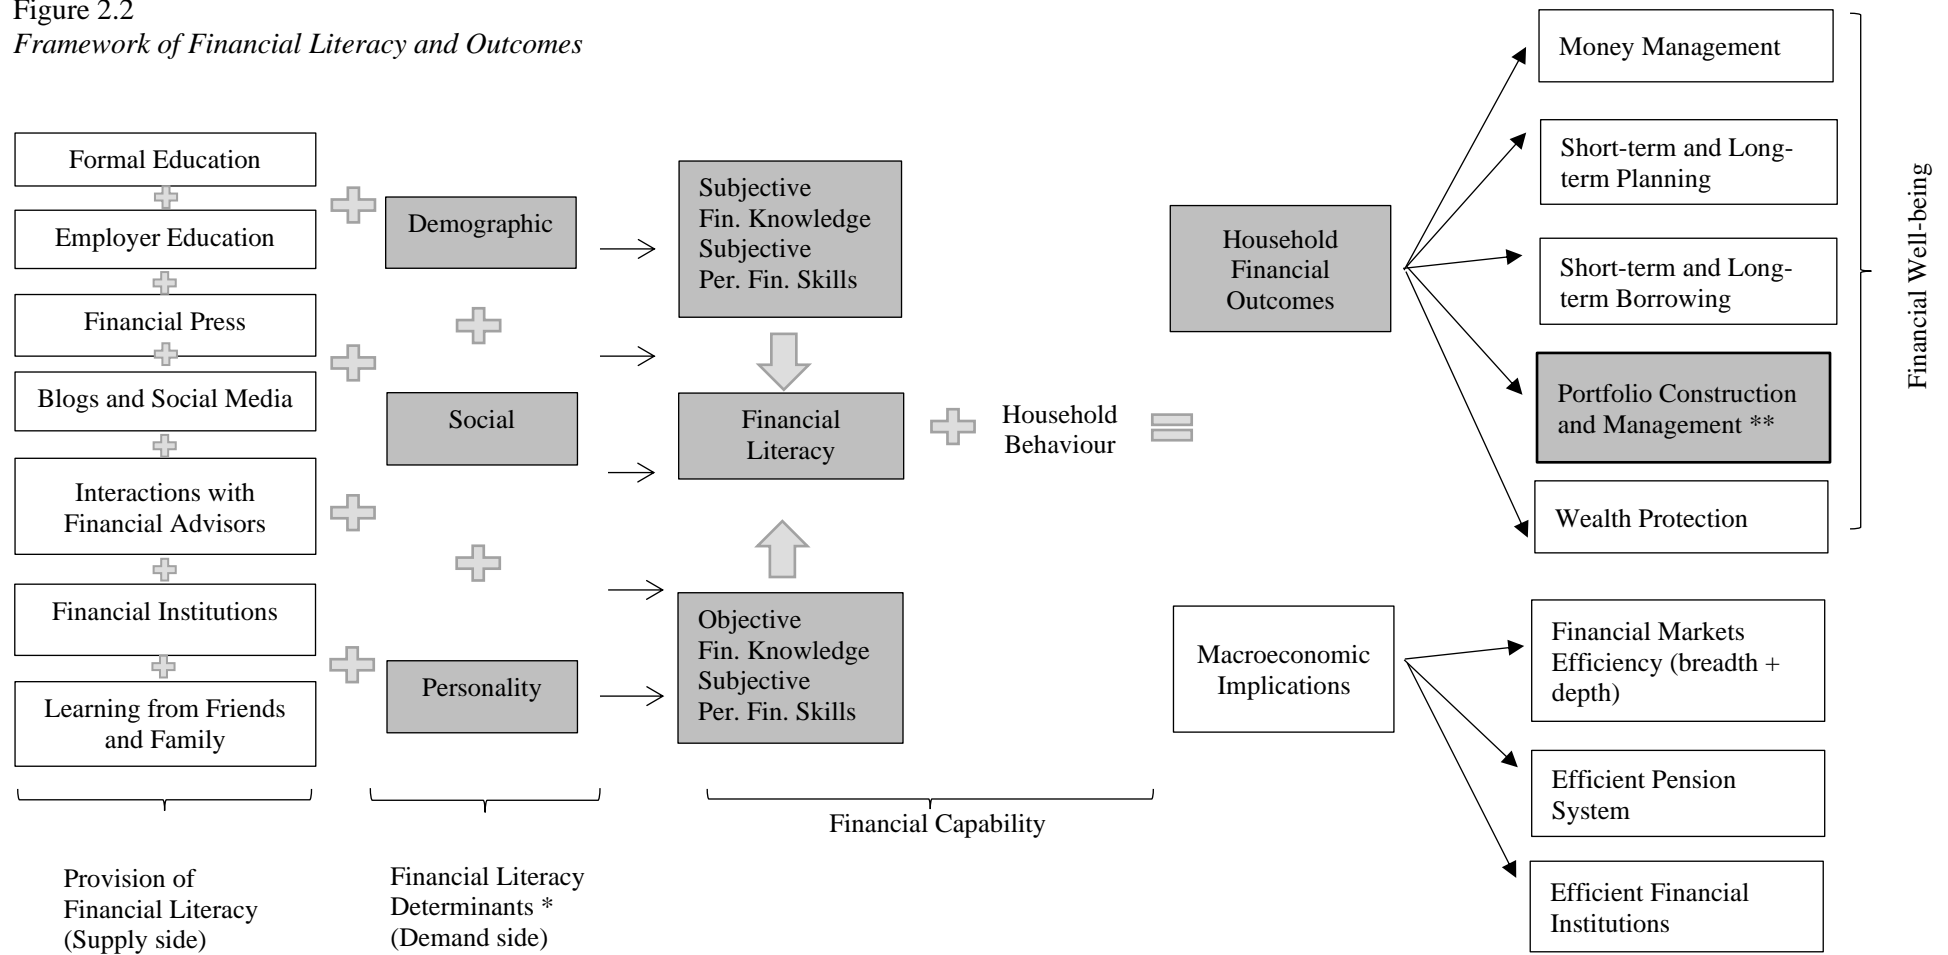 Figure 2.2
Framework of Financial Literacy and Outcomes
Formal Education
Employer Education
Financial Press
Blogs and Social Media
Interactions with
Financial Advisors
Financial Institutions
Learning from Friends
and Family
Provision of
Financial Literacy
(Supply side)
Demographic
Social
Personality
Financial Literacy
Determinants *
(Demand side)
Subjective
Fin. Knowledge
Subjective
Per. Fin. Skills
Financial
Literacy
Objective
Fin. Knowledge
Subjective
Per. Fin. Skills
Household
Behaviour
Financial Capability
Household
Financial
Outcomes
Macroeconomic
Implications
Money Management
Short-term and Long-
term Planning
Short-term and Long-
term Borrowing
Portfolio Construction
and Management **
Wealth Protection
Financial Well-being
Financial Markets
Efficiency (breadth +
depth)
Efficient Pension
System
Efficient Financial
Institutions